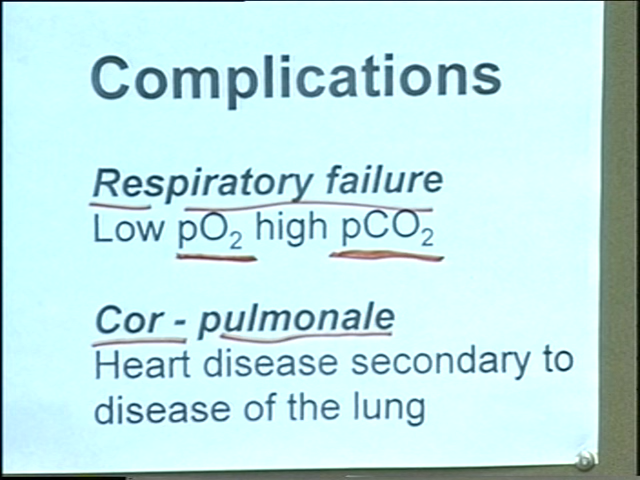 Complications
Respiratory failure
Low pO₂ high pCO₂
Cor - pulmonale
Heart disease secondary to
disease of the lung